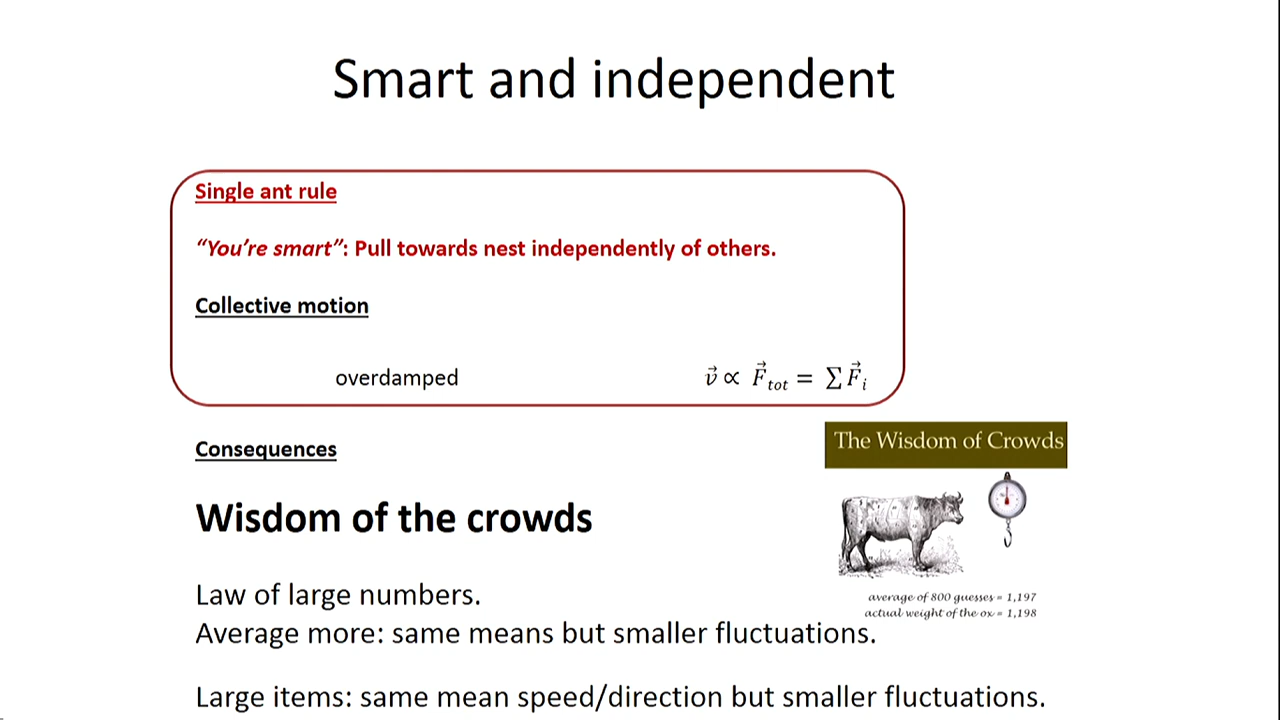 Smart and independent
Single ant rule
“You’re smart”: Pull towards nest independently of others.
Collective motion
overdamped
v⃗ ∝ F⃗tot = ∑ F⃗i
Consequences
The Wisdom of Crowds
Wisdom of the crowds
average of 800 guesses = 1,197
actual weight of the ox = 1,198
Law of large numbers.
Average more: same means but smaller fluctuations.
Large items: same mean speed/direction but smaller fluctuations.